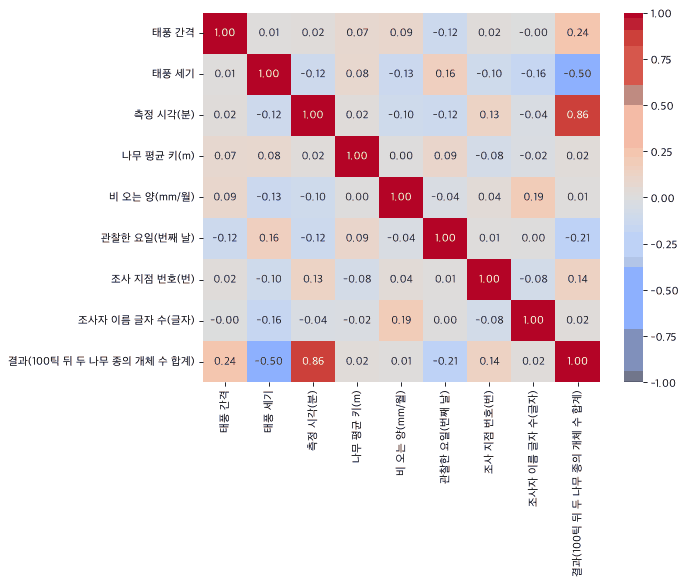 태풍 간격 1.00 0.01 0.02 0.07 0.09 -0.12 0.02 -0.00 0.24
태풍 세기 0.01 1.00 -0.12 0.08 -0.13 0.16 -0.10 -0.16 -0.50
측정 시각(분) 0.02 -0.12 1.00 0.02 -0.10 -0.12 0.13 -0.04 0.86
나무 평균 키(m) 0.07 0.08 0.02 1.00 0.00 0.09 -0.08 -0.02 0.02
비 오는 양(mm/월) 0.09 -0.13 -0.10 0.00 1.00 -0.04 0.04 0.19 0.01
관찰한 요일(번째 날) -0.12 0.16 -0.12 0.09 -0.04 1.00 0.01 0.00 -0.21
조사 지점 번호(번) 0.02 -0.10 0.13 -0.08 0.04 0.01 1.00 -0.08 0.14
조사자 이름 글자 수(글자) -0.00 -0.16 -0.04 -0.02 0.19 0.00 -0.08 1.00 0.02
결과(100틱 뒤 두 나무 종의 개체 수 합계) 0.24 -0.50 0.86 0.02 0.01 -0.21 0.14 0.02 1.00
태풍 간격
태풍 세기
측정 시각(분)
나무 평균 키(m)
비 오는 양(mm/월)
관찰한 요일(번째 날)
조사 지점 번호(번)
조사자 이름 글자 수(글자)
결과(100틱 뒤 두 나무 종의 개체 수 합계)
1.00
0.75
0.50
0.25
0.00
-0.25
-0.50
-0.75
-1.00